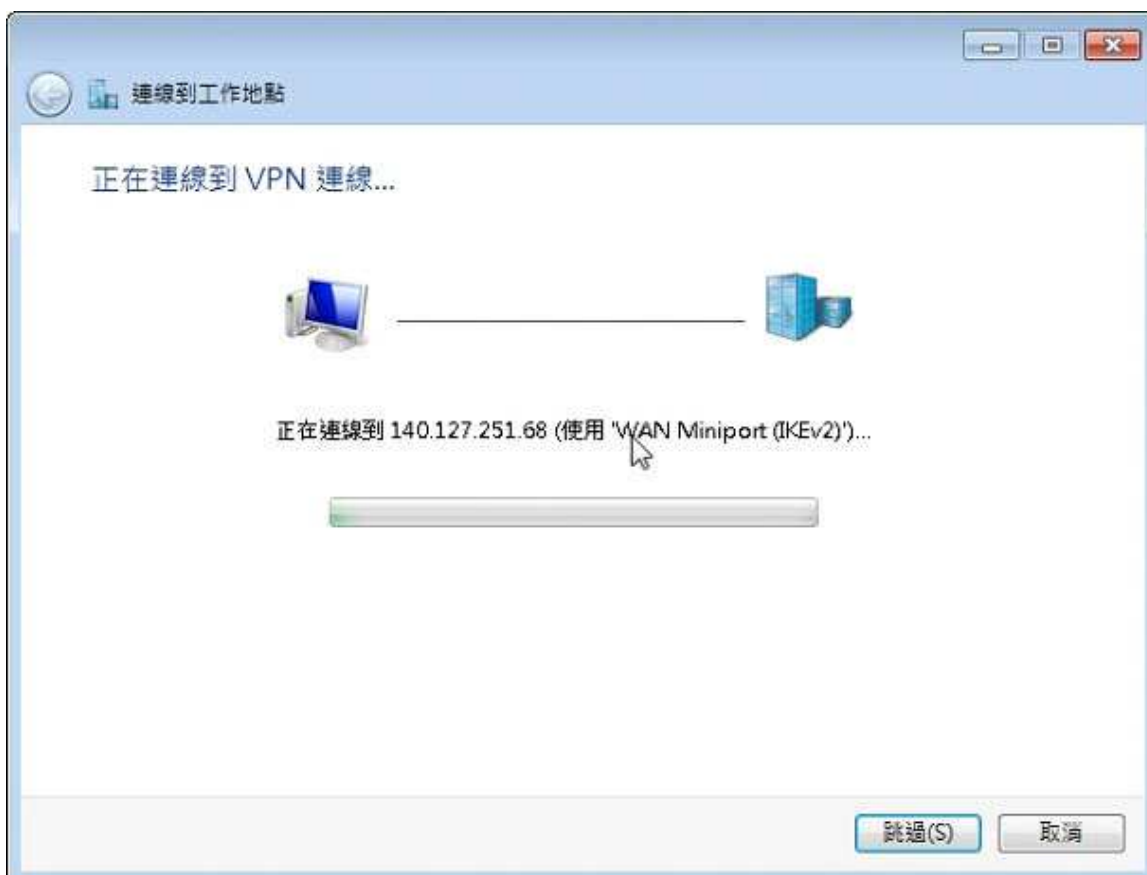 連線到工作地點
正在連線到 VPN 連線...
正在連線到 140.127.251.68 (使用 'WAN Miniport (IKEv2)')...
跳過(S)
取消